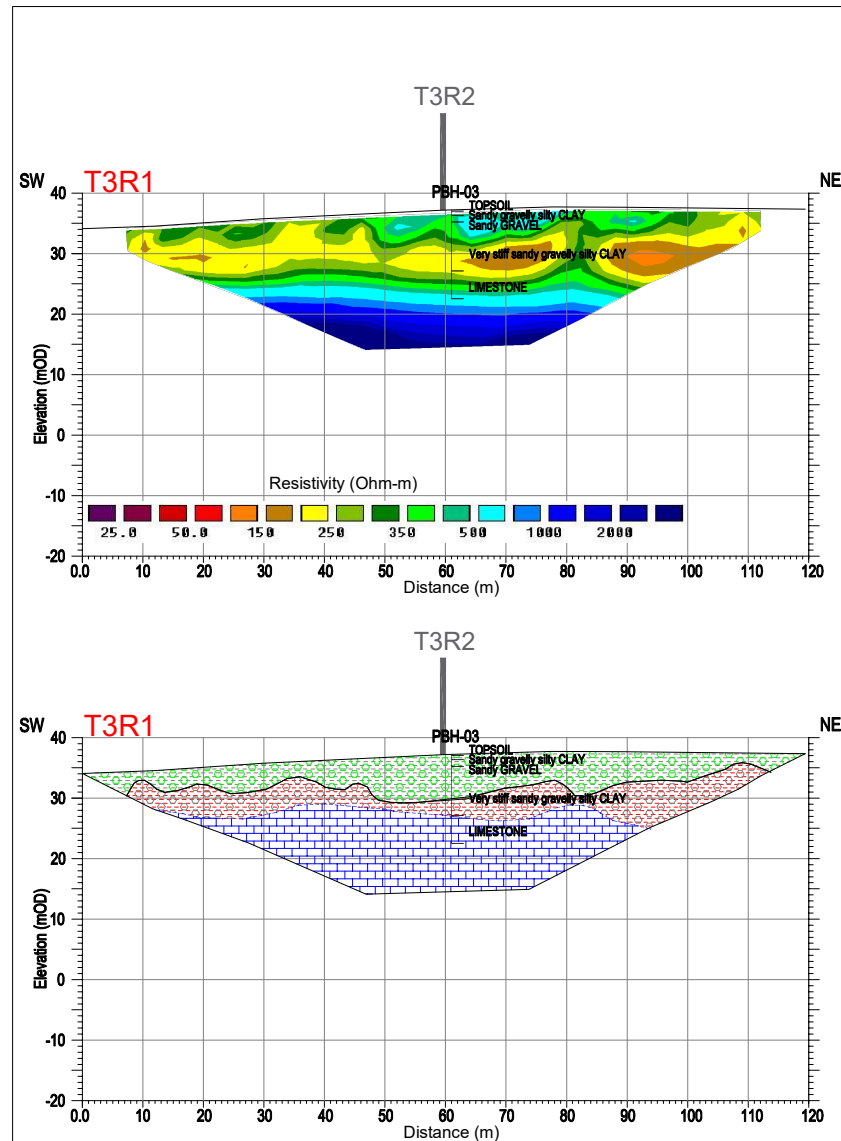 T3R2
SW
T3R1
PBH-03
NE
TOPSOIL
Sandy gravelly silty CLAY
Sandy GRAVEL
Very stiff sandy gravelly silty CLAY
LIMESTONE
40
30
20
10
0
-10
-20
Elevation (mOD)
Resistivity (Ohm-m)
25.0 50.0 150 250 350 500 1000 2000
0.0 10 20 30.0 40 50 60 70 80 90 100 110 120
Distance (m)
T3R2
SW
T3R1
PBH-03
NE
TOPSOIL
Sandy gravelly silty CLAY
Sandy GRAVEL
Very stiff sandy gravelly silty CLAY
LIMESTONE
40
30
20
10
0
-10
-20
Elevation (mOD)
0.0 10 20 30 40 50 60 70 80 90 100 110 120
Distance (m)